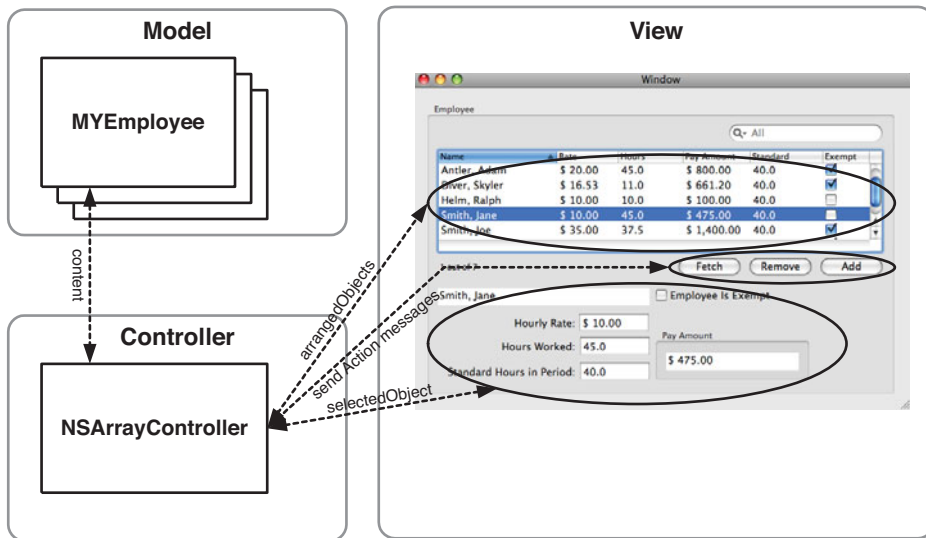 Model
MYEmployee
content
Controller
NSArrayController
arrangedObjects
send Action messages
selectedObject
View
Window
Employee
All
Name Rate Hours Pay Amount Standard Exempt
Antler, Adam $ 20.00 45.0 $ 800.00 40.0
Diver, Skyler $ 16.53 11.0 $ 661.20 40.0
Helm, Ralph $ 10.00 10.0 $ 100.00 40.0
Smith, Jane $ 10.00 45.0 $ 475.00 40.0
Smith, Joe $ 35.00 37.5 $ 1,400.00 40.0
1 out of 7 Fetch Remove Add
Smith, Jane Employee Is Exempt
Hourly Rate: $ 10.00
Hours Worked: 45.0
Standard Hours in Period: 40.0
Pay Amount
$ 475.00